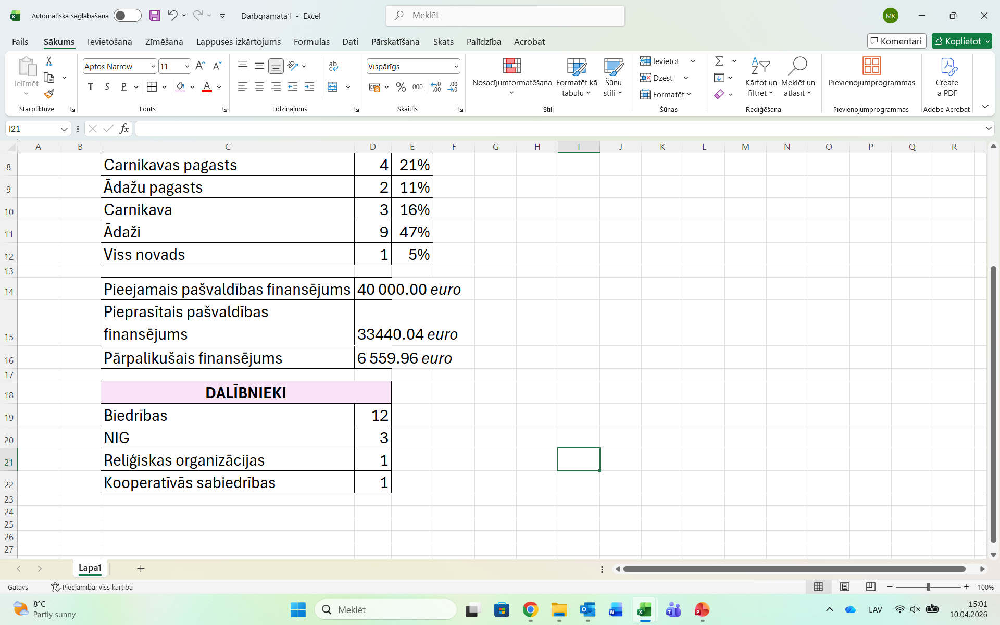 Automātiskā saglabāšana
Darbgrāmata1 - Excel
Meklēt
MK
Fails Sākums Ievietošana Zīmēšana Lappuses izkārtojums Formulas Dati Pārskatīšana Skats Palīdzība Acrobat
Komentāri Koplietot
Ielīmēt
Starpliktuve
Aptos Narrow 11
T S P
Fonts
Līdzinājums
Vispārīgs
% 000
Skaitlis
Nosacījumformatēšana
Formatēt kā
tabulu
Šūnu
stili
Stili
Ievietot
Dzēst
Formatēt
Šūnas
Kārtot un
filtrēt
Meklēt un
atlasīt
Rediģēšana
Pievienojumprogrammas
Pievienojumprogrammas
Create
a PDF
Adobe Acrobat
I21
fx
A B C D E F G H I J K L M N O P Q R
8 Carnikavas pagasts 4 21%
9 Ādažu pagasts 2 11%
10 Carnikava 3 16%
11 Ādaži 9 47%
12 Viss novads 1 5%
13
14 Pieejamais pašvaldības finansējums 40 000.00 euro
Pieprasītais pašvaldības
15 finansējums 33440.04 euro
16 Pārpalikušais finansējums 6 559.96 euro
17
18 DALĪBNIEKI
19 Biedrības 12
20 NIG 3
21 Reliģiskas organizācijas 1
22 Kooperatīvās sabiedrības 1
23
24
25
26
27
Lapa1
Gatavs
Pieejamība: viss kārtībā
100%
8°C
Partly sunny
Meklēt
LAV
15:01
10.04.2026